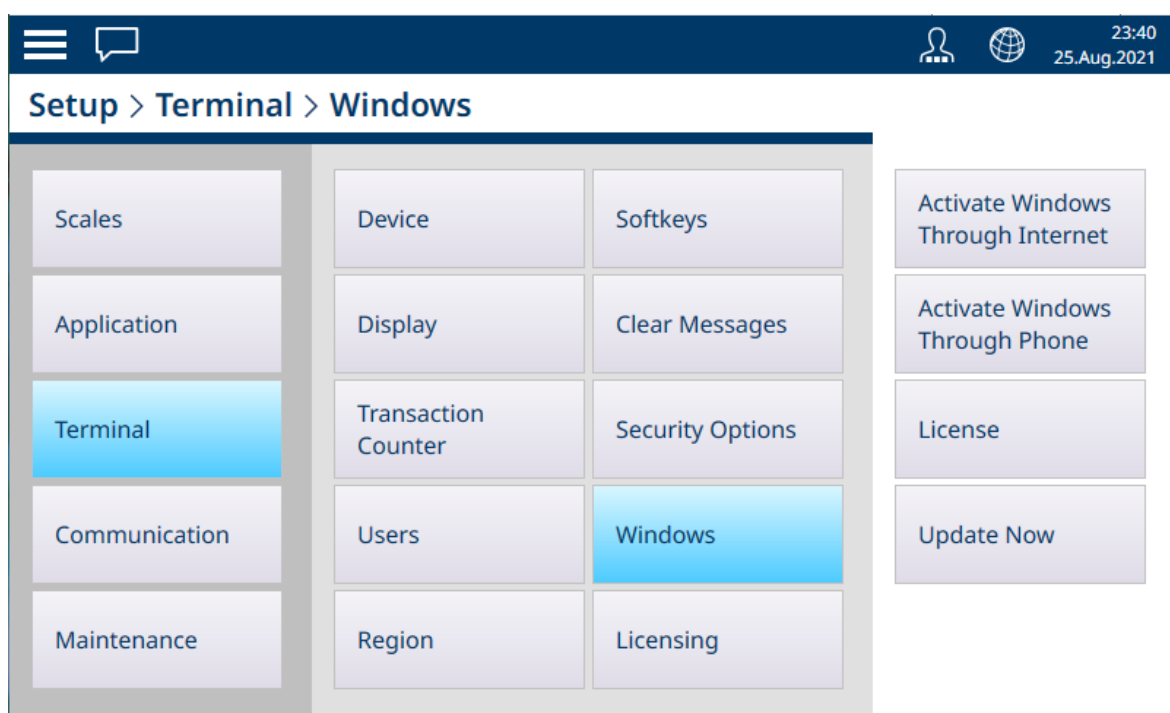 23:40
25.Aug.2021
Setup > Terminal > Windows
Scales
Device
Softkeys
Activate Windows
Through Internet
Application
Display
Clear Messages
Activate Windows
Through Phone
Terminal
Transaction
Counter
Security Options
License
Communication
Users
Windows
Update Now
Maintenance
Region
Licensing